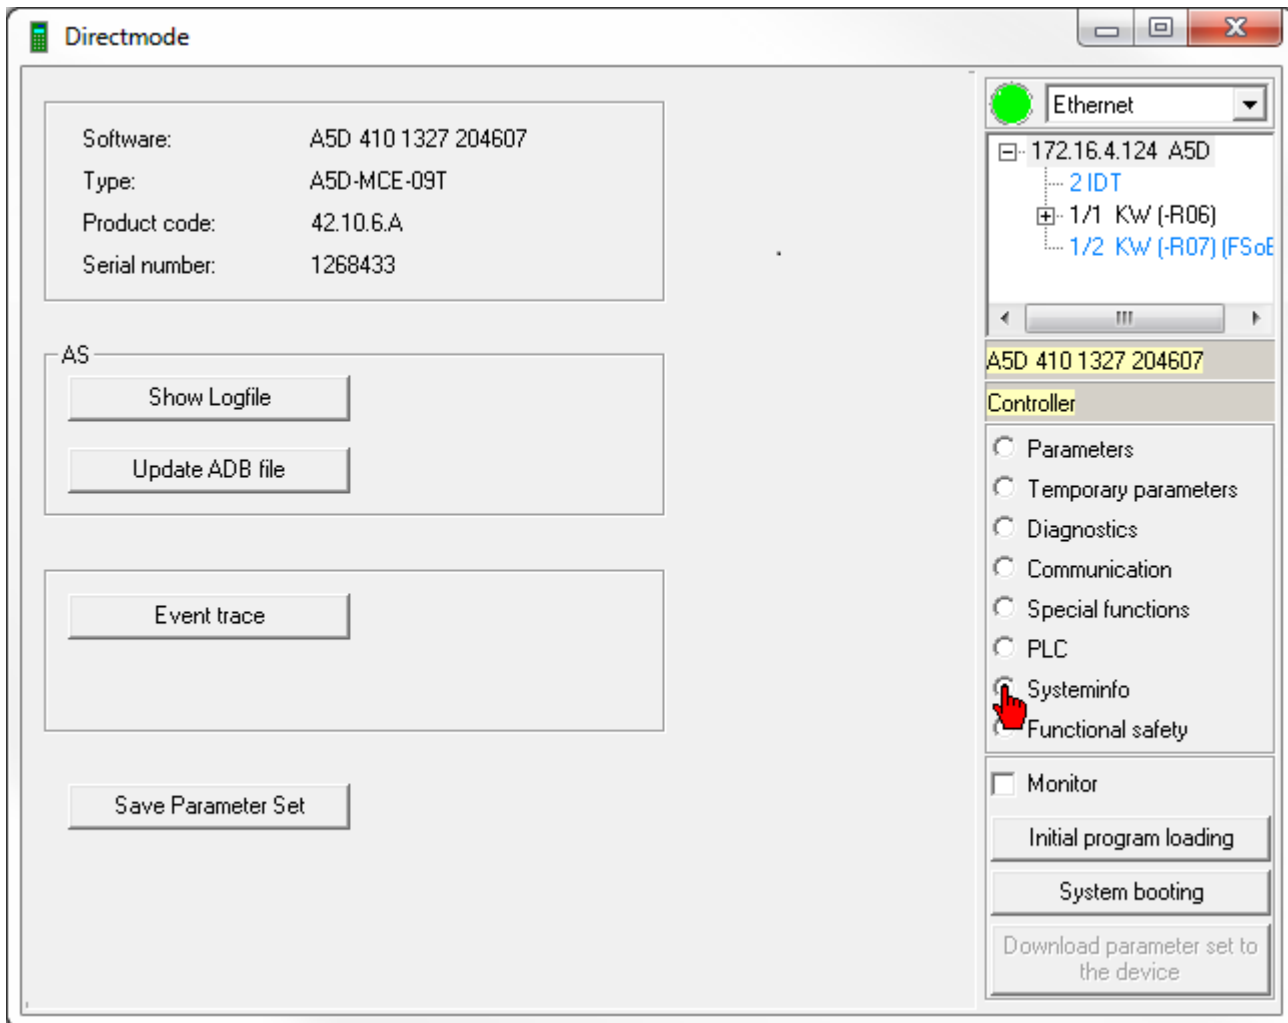 Directmode
Software: A5D 410 1327 204607
Type: A5D-MCE-09T
Product code: 42.10.6.A
Serial number: 1268433
AS
Show Logfile
Update ADB file
Event trace
Save Parameter Set
Ethernet
172.16.4.124 A5D
2 IDT
1/1 KW (-R06)
1/2 KW (-R07) (FSoE
A5D 410 1327 204607
Controller
Parameters
Temporary parameters
Diagnostics
Communication
Special functions
PLC
Systeminfo
Functional safety
Monitor
Initial program loading
System booting
Download parameter set to
the device